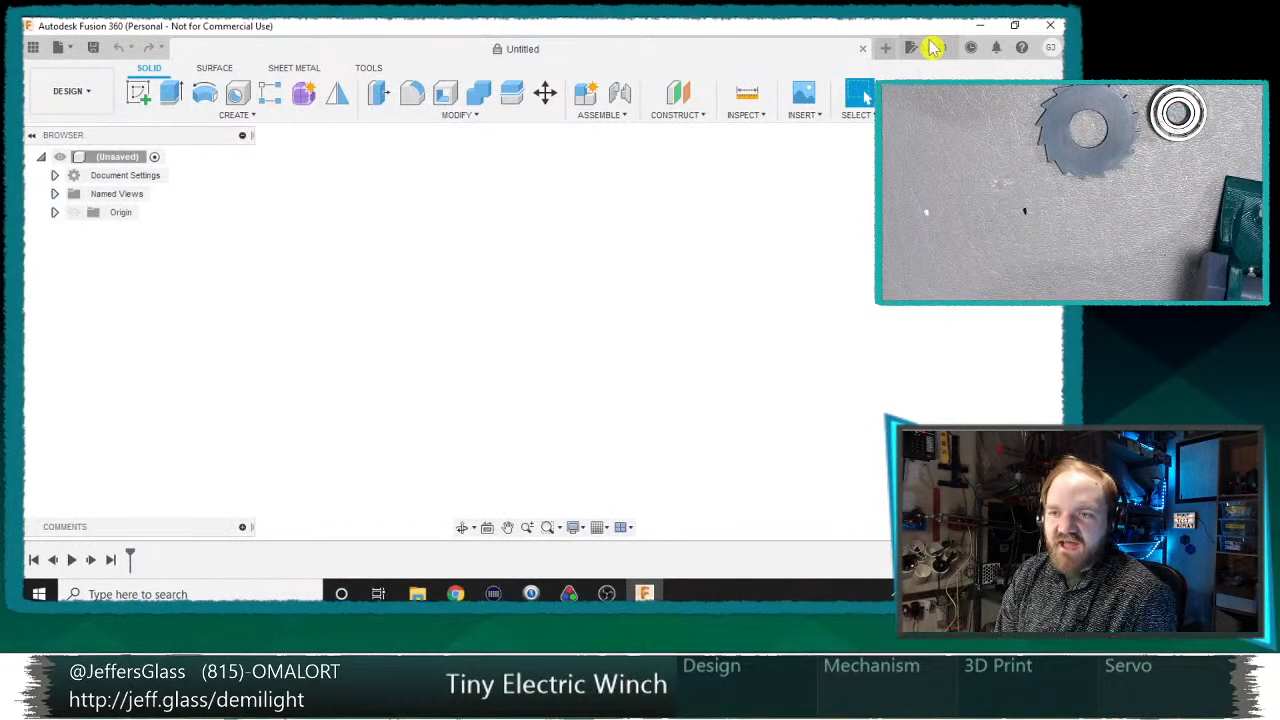 Autodesk Fusion 360 (Personal - Not for Commercial Use)
Untitled
GJ
SOLID SURFACE SHEET METAL TOOLS
DESIGN
CREATE MODIFY ASSEMBLE CONSTRUCT INSPECT INSERT SELECT
BROWSER
(Unsaved)
Document Settings
Named Views
Origin
COMMENTS
Type here to search
@JeffersGlass (815)-OMALORT
http://jeff.glass/demilight
Tiny Electric Winch
Design Mechanism 3D Print Servo